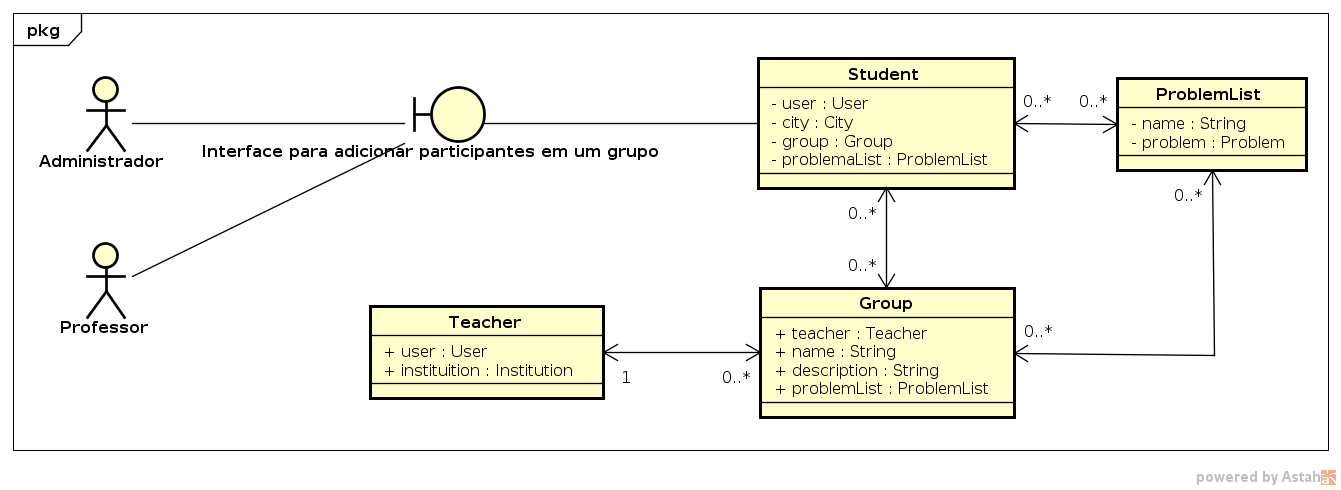 pkg
Administrador
Interface para adicionar participantes em um grupo
Professor
Student
- user : User
- city : City
- group : Group
- problemaList : ProblemList
0..*
0..*
ProblemList
- name : String
- problem : Problem
0..*
0..*
0..*
Teacher
+ user : User
+ instituition : Institution
1
0..*
Group
+ teacher : Teacher
+ name : String
+ description : String
+ problemList : ProblemList
0..*
powered by Astah